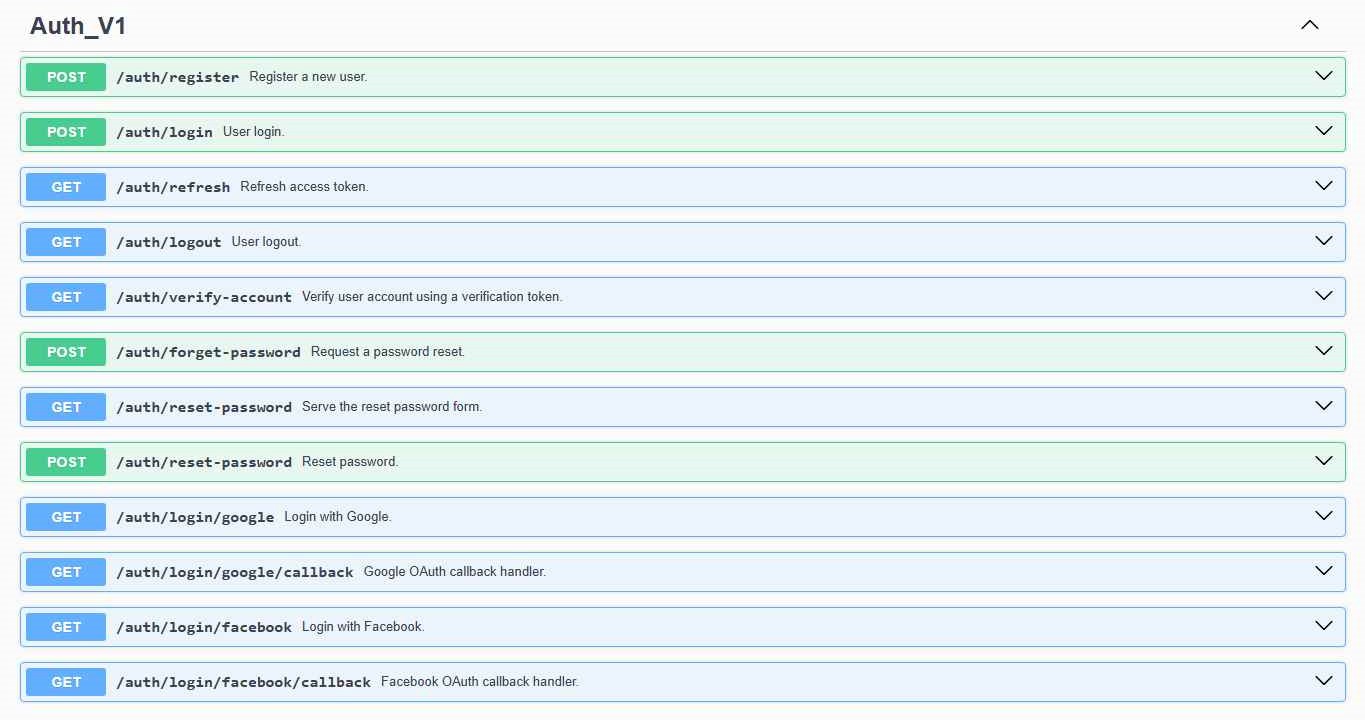 Auth_V1
POST /auth/register Register a new user.
POST /auth/login User login.
GET /auth/refresh Refresh access token.
GET /auth/logout User logout.
GET /auth/verify-account Verify user account using a verification token.
POST /auth/forget-password Request a password reset.
GET /auth/reset-password Serve the reset password form.
POST /auth/reset-password Reset password.
GET /auth/login/google Login with Google.
GET /auth/login/google/callback Google OAuth callback handler.
GET /auth/login/facebook Login with Facebook.
GET /auth/login/facebook/callback Facebook OAuth callback handler.